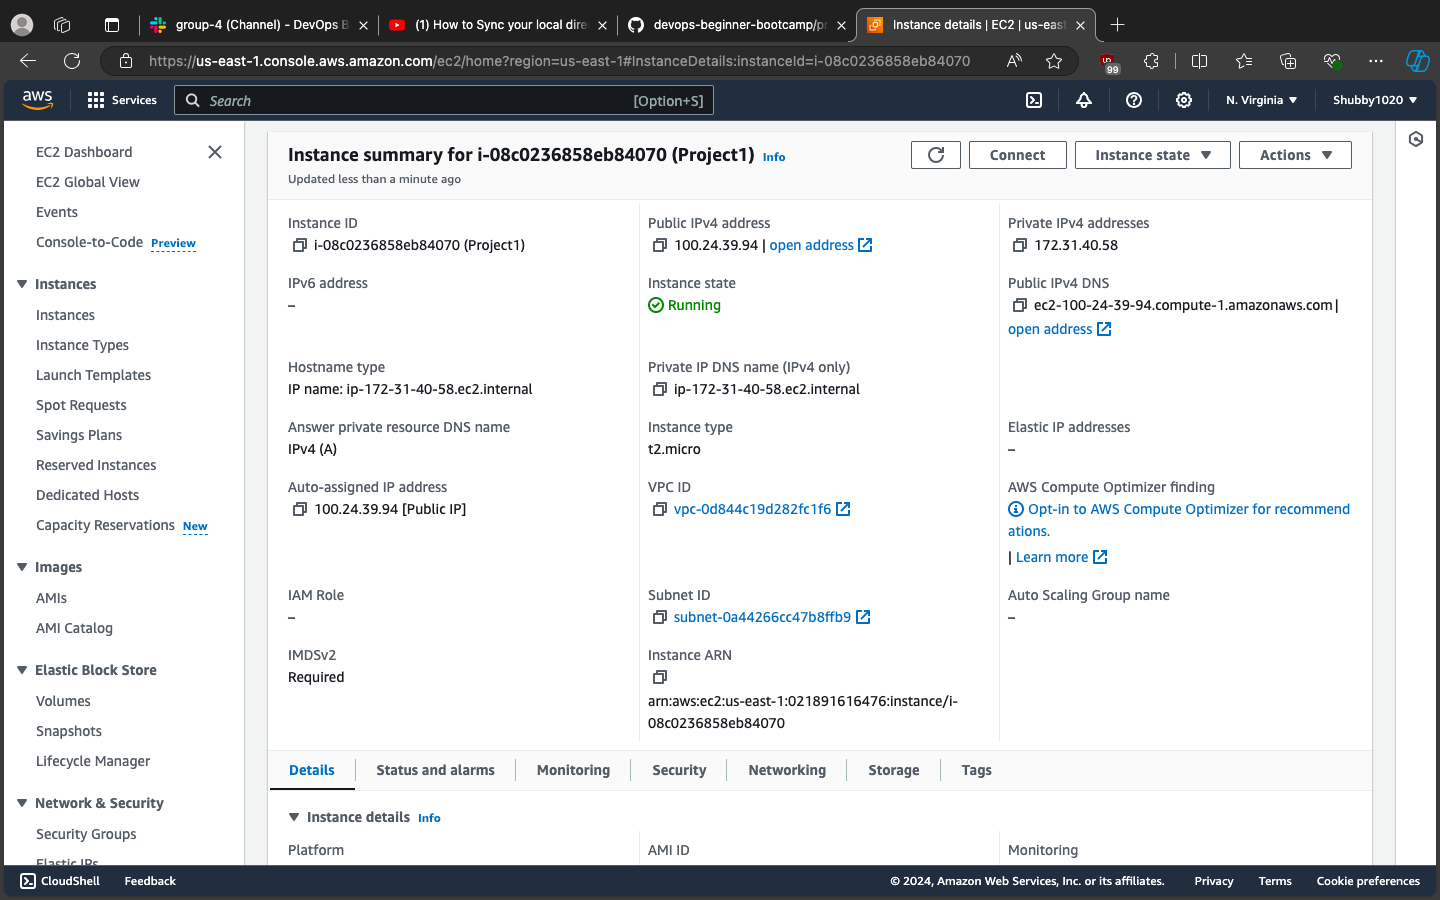 group-4 (Channel) - DevOps B
(1) How to Sync your local dire
devops-beginner-bootcamp/pr
Instance details | EC2 | us-east
https://us-east-1.console.aws.amazon.com/ec2/home?region=us-east-1#InstanceDetails:instanceId=i-08c0236858eb84070
99
aws
Services
Search
[Option+S]
N. Virginia
Shubby1020
EC2 Dashboard
EC2 Global View
Events
Console-to-Code Preview
Instances
Instances
Instance Types
Launch Templates
Spot Requests
Savings Plans
Reserved Instances
Dedicated Hosts
Capacity Reservations New
Images
AMIs
AMI Catalog
Elastic Block Store
Volumes
Snapshots
Lifecycle Manager
Network & Security
Security Groups
Elastic IPs
Instance summary for i-08c0236858eb84070 (Project1) Info
Updated less than a minute ago
Connect
Instance state
Actions
Instance ID
i-08c0236858eb84070 (Project1)
Public IPv4 address
100.24.39.94 | open address
Private IPv4 addresses
172.31.40.58
IPv6 address
–
Instance state
Running
Public IPv4 DNS
ec2-100-24-39-94.compute-1.amazonaws.com |
open address
Hostname type
IP name: ip-172-31-40-58.ec2.internal
Private IP DNS name (IPv4 only)
ip-172-31-40-58.ec2.internal
Answer private resource DNS name
IPv4 (A)
Instance type
t2.micro
Elastic IP addresses
–
Auto-assigned IP address
100.24.39.94 [Public IP]
VPC ID
vpc-0d844c19d282fc1f6
AWS Compute Optimizer finding
Opt-in to AWS Compute Optimizer for recommend
ations.
| Learn more
IAM Role
–
Subnet ID
subnet-0a44266cc47b8ffb9
Auto Scaling Group name
–
IMDSv2
Required
Instance ARN
arn:aws:ec2:us-east-1:021891616476:instance/i-
08c0236858eb84070
Details
Status and alarms
Monitoring
Security
Networking
Storage
Tags
Instance details Info
Platform
AMI ID
Monitoring
CloudShell
Feedback
© 2024, Amazon Web Services, Inc. or its affiliates.
Privacy
Terms
Cookie preferences